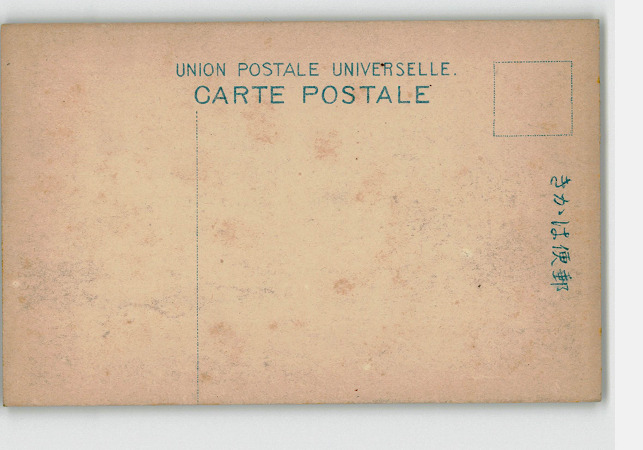 UNION POSTALE UNIVERSELLE.
CARTE POSTALE
きかは便郵